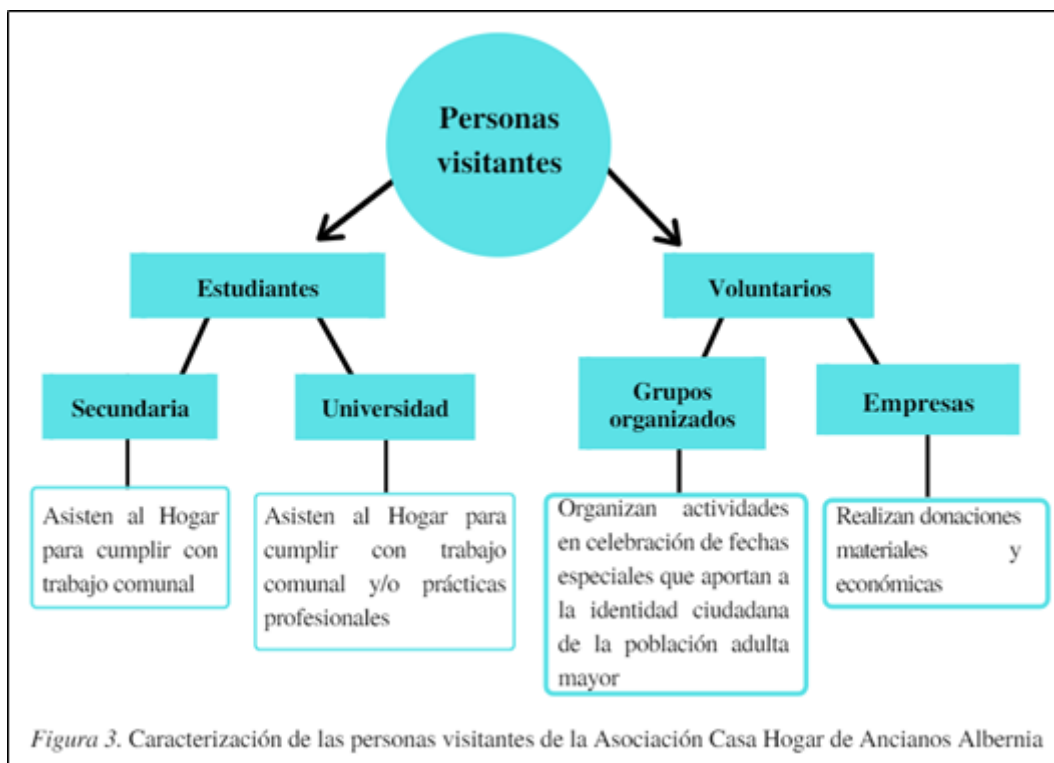 Personas
visitantes
Estudiantes
Voluntarios
Secundaria
Universidad
Grupos
organizados
Empresas
Asisten al Hogar
para cumplir con
trabajo comunal
Asisten al Hogar para
cumplir con trabajo
comunal y/o prácticas
profesionales
Organizan actividades
en celebración de fechas
especiales que aportan a
la identidad ciudadana
de la población adulta
mayor
Realizan donaciones
materiales y
económicas
Figura 3. Caracterización de las personas visitantes de la Asociación Casa Hogar de Ancianos Albernia